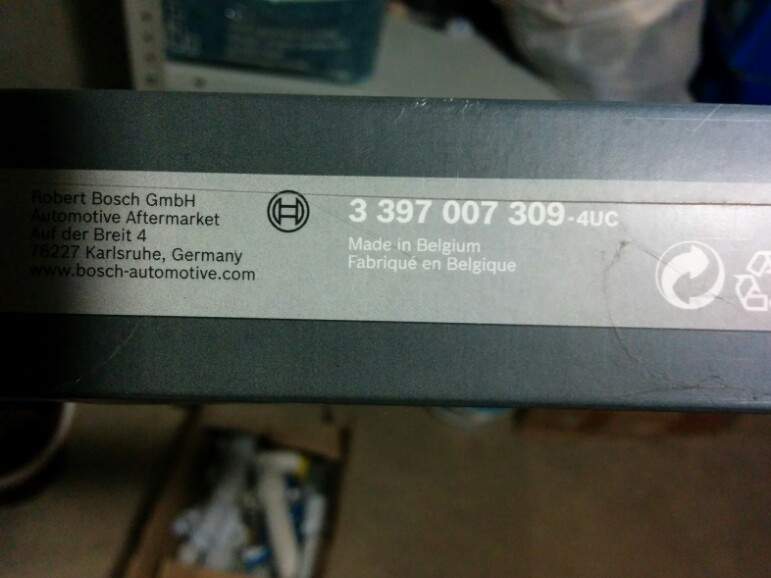 Robert Bosch GmbH
Automotive Aftermarket
Auf der Breit 4
76227 Karlsruhe, Germany
www.bosch-automotive.com
3 397 007 309-4UC
Made in Belgium
Fabriqué en Belgique